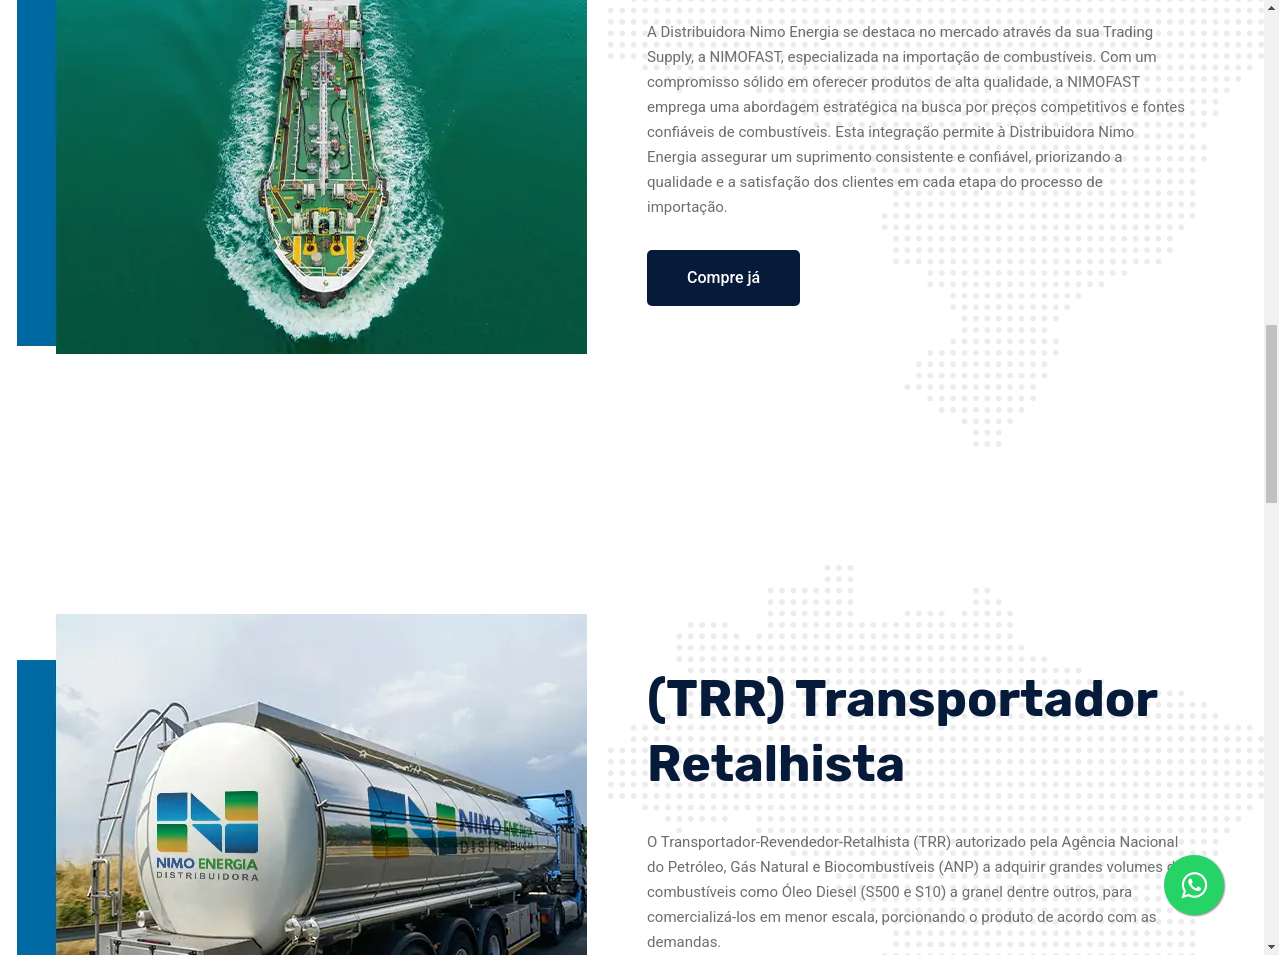 A Distribuidora Nimo Energia se destaca no mercado através da sua Trading
Supply, a NIMOFAST, especializada na importação de combustíveis. Com um
compromisso sólido em oferecer produtos de alta qualidade, a NIMOFAST
emprega uma abordagem estratégica na busca por preços competitivos e fontes
confiáveis de combustíveis. Esta integração permite à Distribuidora Nimo
Energia assegurar um suprimento consistente e confiável, priorizando a
qualidade e a satisfação dos clientes em cada etapa do processo de
importação.
Compre já
(TRR) Transportador
Retalhista
O Transportador-Revendedor-Retalhista (TRR) autorizado pela Agência Nacional
do Petróleo, Gás Natural e Biocombustíveis (ANP) a adquirir grandes volumes
combustíveis como Óleo Diesel (S500 e S10) a granel dentre outros, para
comercializá-los em menor escala, porcionando o produto de acordo com as
demandas.
NIMO ENERGIA
DISTRIBUIDORA
NIMO ENERGIA
DISTRIBUIDORA